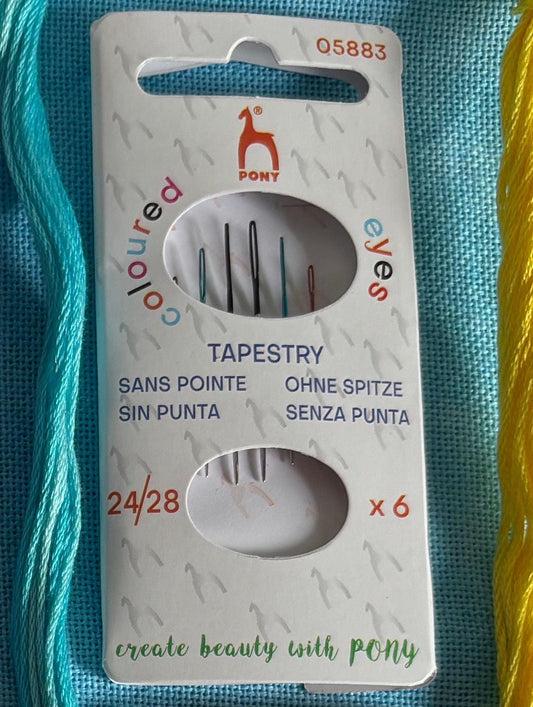 05883
®
PONY
coloured eyes
TAPESTRY
SANS POINTE OHNE SPITZE
SIN PUNTA SENZA PUNTA
24/28 x 6
create beauty with PONY